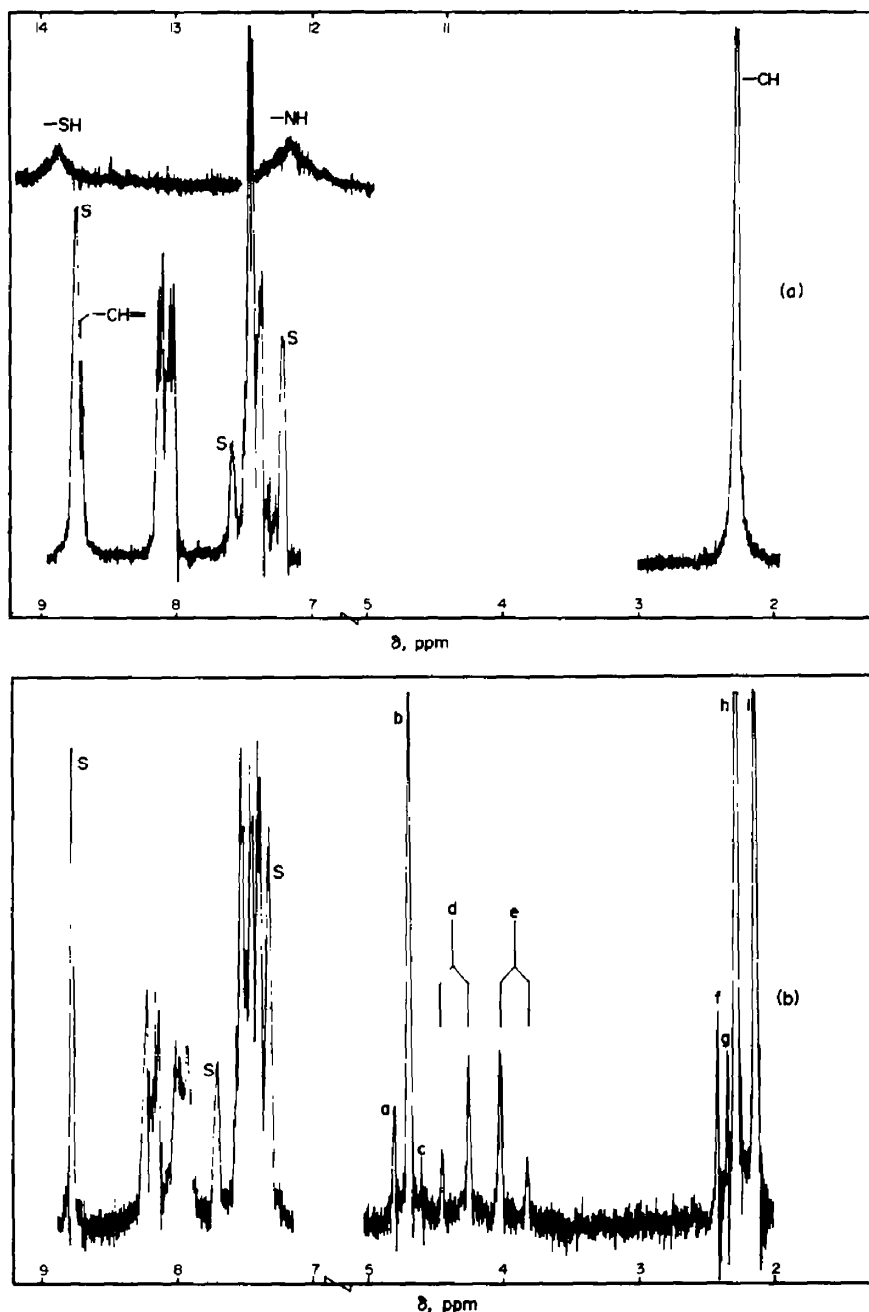 14 13 12 11
—SH —NH —CH
S
—CH=
S S
(a)
9 8 7 5 4 3 2
δ, ppm
b h i
S
S
d e
f
(b)
S
a g
c
9 8 7 5 4 3 2
δ, ppm